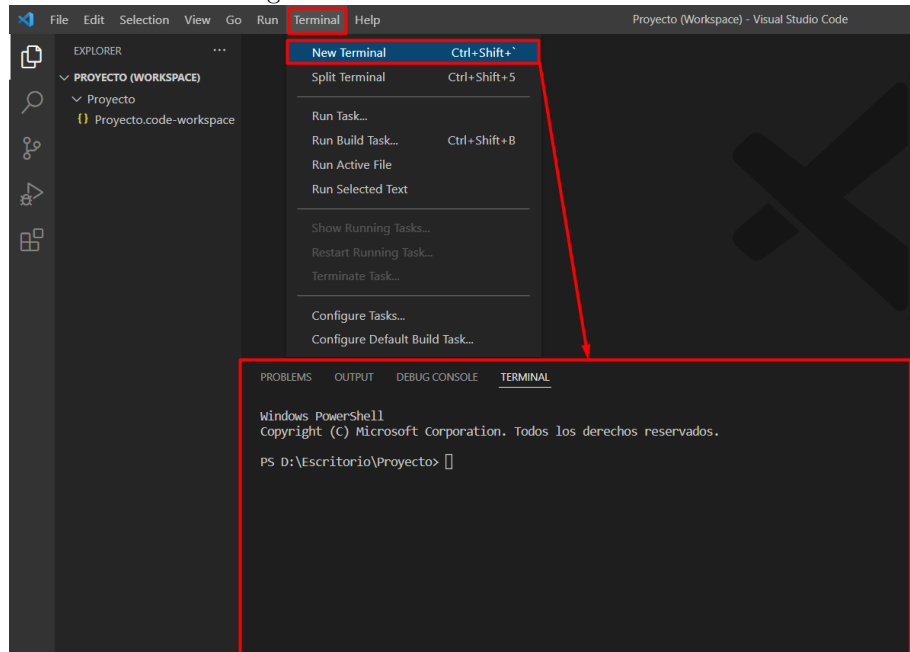 File Edit Selection View Go Run Terminal Help Proyecto (Workspace) - Visual Studio Code
EXPLORER ...
PROYECTO (WORKSPACE)
Proyecto
{} Proyecto.code-workspace
New Terminal Ctrl+Shift+`
Split Terminal Ctrl+Shift+5
Run Task...
Run Build Task... Ctrl+Shift+B
Run Active File
Run Selected Text
Show Running Tasks...
Restart Running Task...
Terminate Task...
Configure Tasks...
Configure Default Build Task...
PROBLEMS OUTPUT DEBUG CONSOLE TERMINAL
Windows PowerShell
Copyright (C) Microsoft Corporation. Todos los derechos reservados.
PS D:\Escritorio\Proyecto>